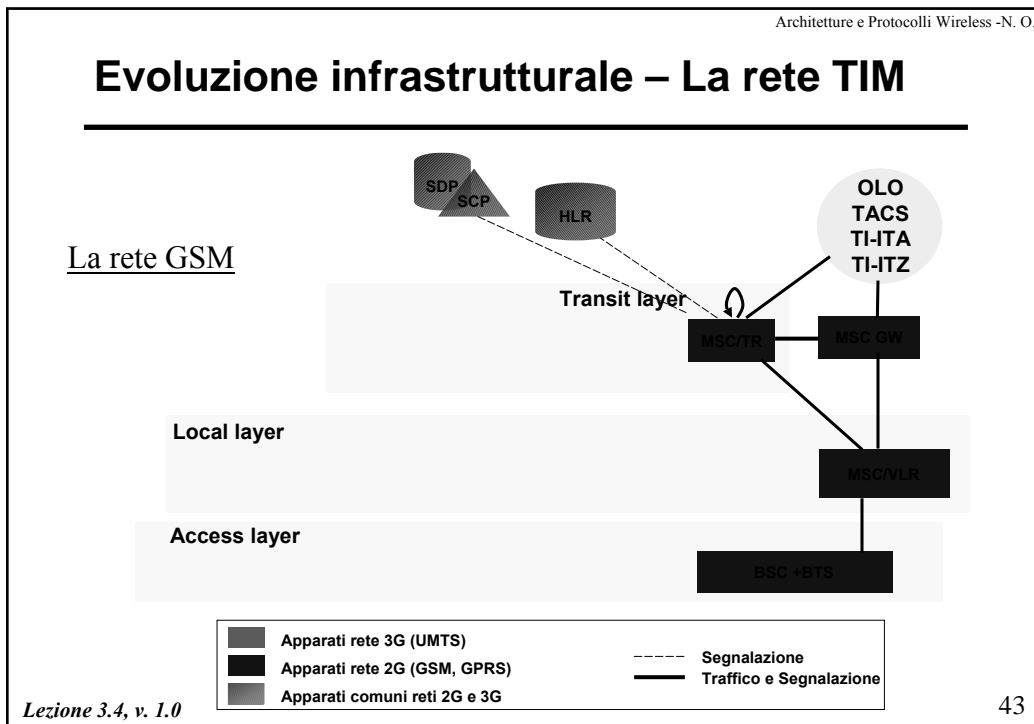 Architetture e Protocolli Wireless -N. O.
Evoluzione infrastrutturale – La rete TIM
SDP
SCP
HLR
OLO
TACS
TI-ITA
TI-ITZ
La rete GSM
Transit layer
MSC/TR
MSC GW
Local layer
MSC/VLR
Access layer
BSC +BTS
Apparati rete 3G (UMTS)
Apparati rete 2G (GSM, GPRS)
Apparati comuni reti 2G e 3G
Segnalazione
Traffico e Segnalazione
Lezione 3.4, v. 1.0
43